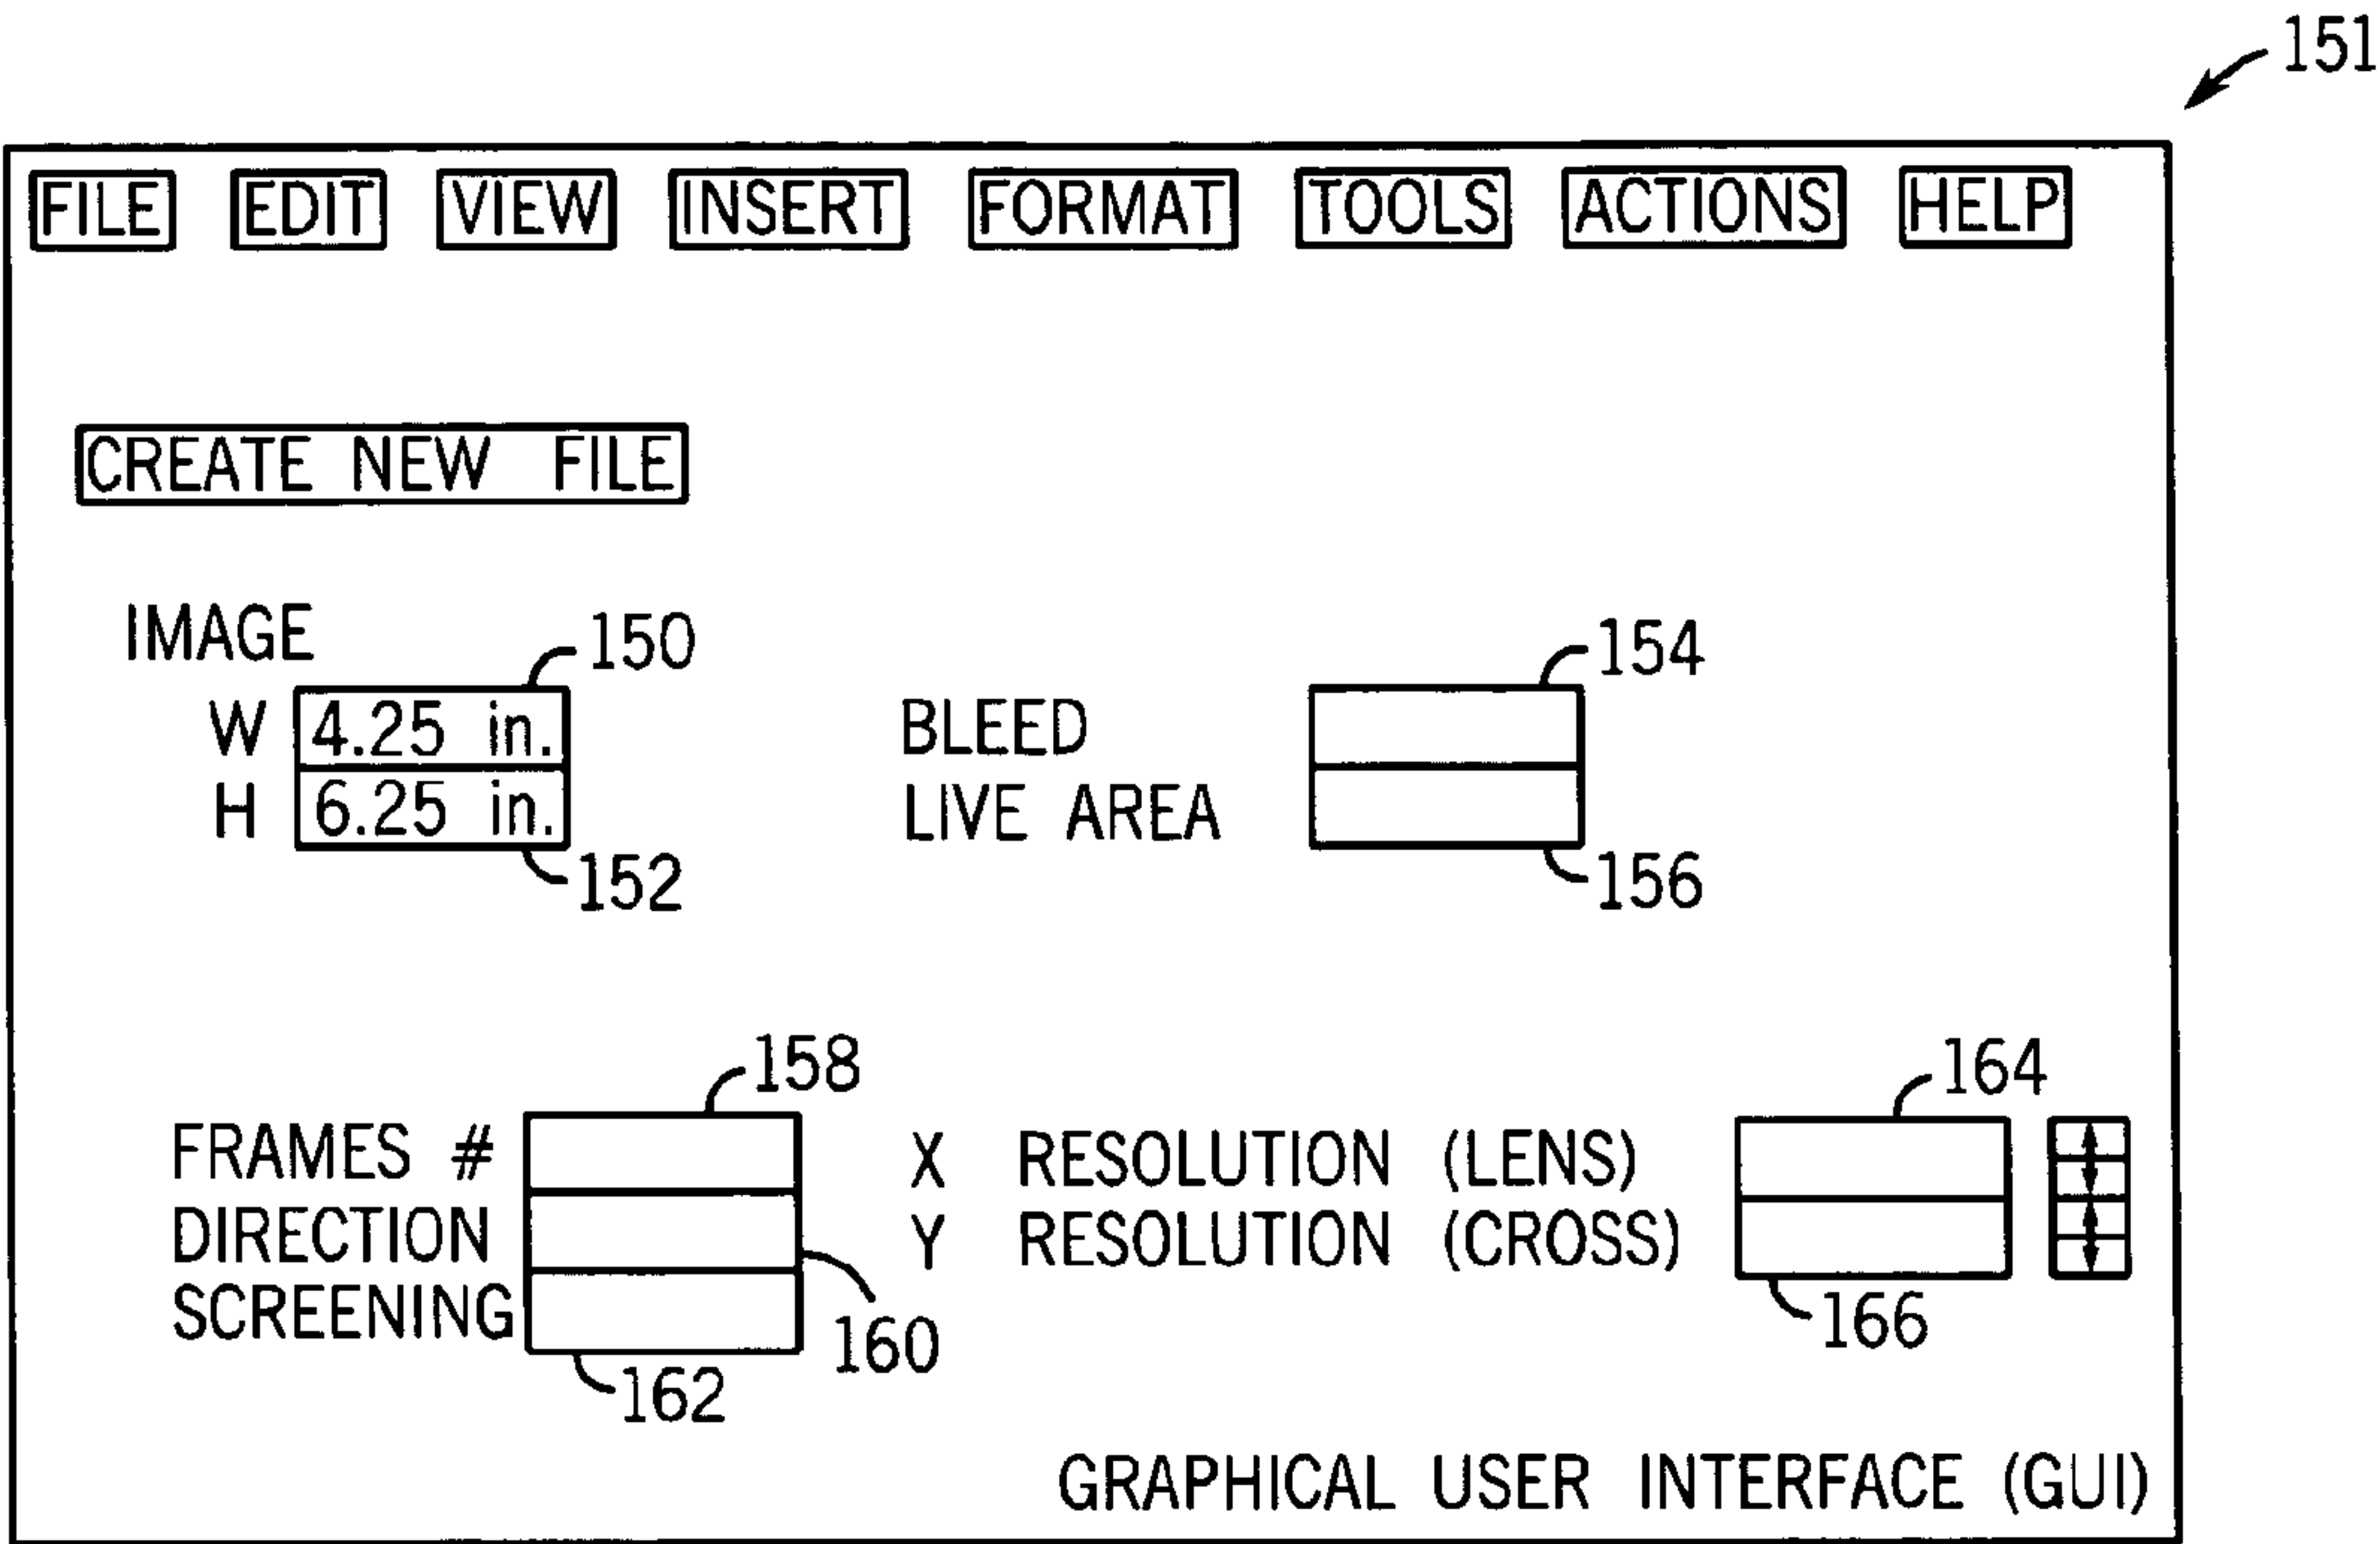 151
FILE EDIT VIEW INSERT FORMAT TOOLS ACTIONS HELP
CREATE NEW FILE
IMAGE 150 154
W 4.25 in. BLEED
H 6.25 in. LIVE AREA
152 156
158 164
FRAMES # X RESOLUTION (LENS)
DIRECTION Y RESOLUTION (CROSS)
SCREENING 160 166
162
GRAPHICAL USER INTERFACE (GUI)